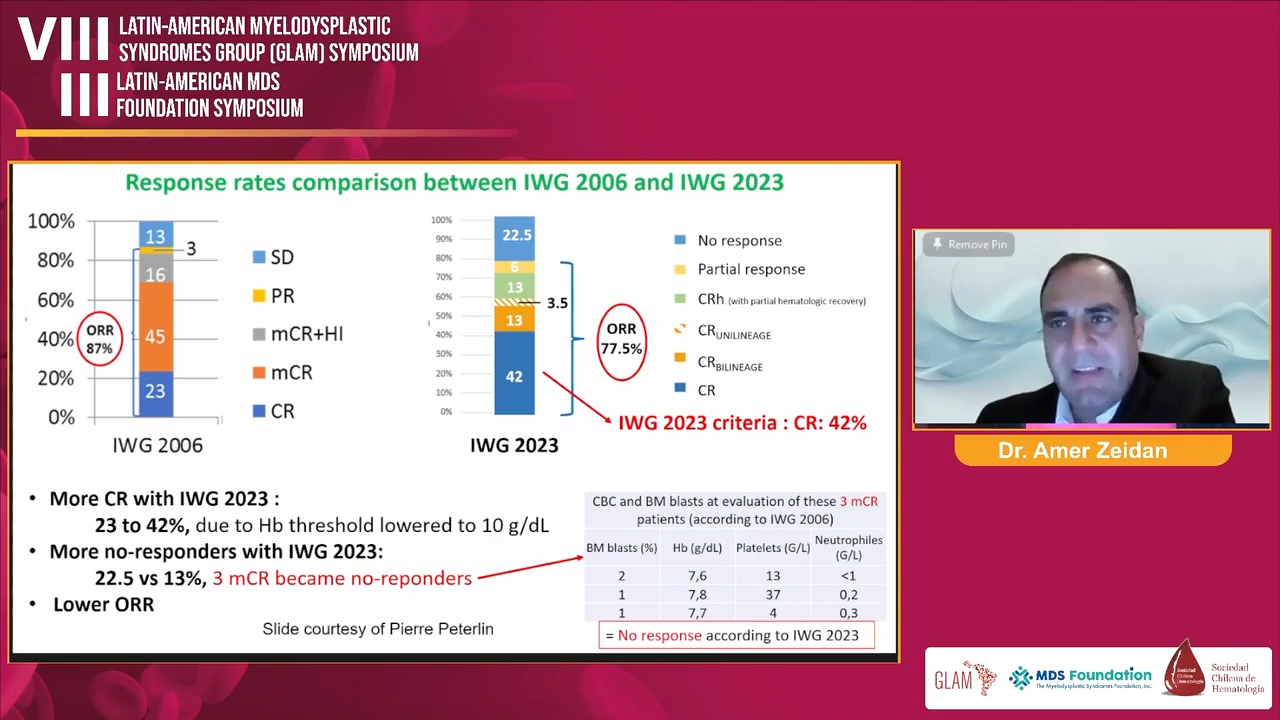 VIII
LATIN-AMERICAN MYELODYSPLASTIC
SYNDROMES GROUP (GLAM) SYMPOSIUM
III
LATIN-AMERICAN MDS
FOUNDATION SYMPOSIUM
Response rates comparison between IWG 2006 and IWG 2023
100%
80%
60%
40%
20%
0%
13
3
16
45
23
ORR
87%
IWG 2006
SD
PR
mCR+HI
mCR
CR
100%
90%
80%
70%
60%
50%
40%
30%
20%
10%
0%
22.5
6
13
3.5
13
42
ORR
77.5%
IWG 2023
No response
Partial response
CRh (with partial hematologic recovery)
CR UNILINEAGE
CR BILINEAGE
CR
IWG 2023 criteria : CR: 42%
• More CR with IWG 2023 :
23 to 42%, due to Hb threshold lowered to 10 g/dL
• More no-responders with IWG 2023:
22.5 vs 13%, 3 mCR became no-reponders
• Lower ORR
Slide courtesy of Pierre Peterlin
CBC and BM blasts at evaluation of these 3 mCR
patients (according to IWG 2006)
BM blasts (%) Hb (g/dL) Platelets (G/L) Neutrophiles (G/L)
2 7,6 13 <1
1 7,8 37 0,2
1 7,7 4 0,3
= No response according to IWG 2023
Remove Pin
Dr. Amer Zeidan
GLAM
MDS Foundation
The Myelodysplastic Syndromes Foundation, Inc.
Sociedad
Chilena de
Hematología
Sociedad
Chilena de
Hematología